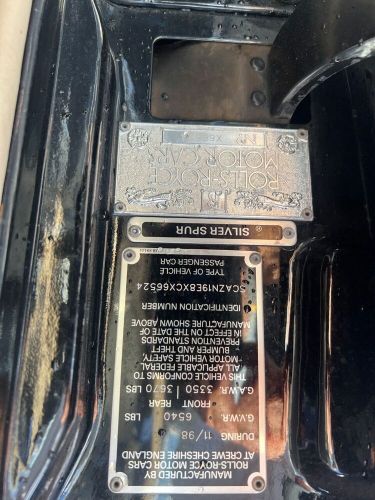 MANUFACTURED BY
ROLLS-ROYCE MOTOR CARS
AT CREWE CHESHIRE ENGLAND
DURING 11/98
G.V.W.R. 6540 LBS
FRONT REAR
G.A.W.R. 3350 | 3670 LBS
THIS VEHICLE CONFORMS TO
ALL APPLICABLE FEDERAL
MOTOR VEHICLE SAFETY,
BUMPER AND THEFT
PREVENTION STANDARDS
IN EFFECT ON THE DATE OF
MANUFACTURE SHOWN ABOVE
IDENTIFICATION NUMBER
SCAZN19E8XCX66524
TYPE OF VEHICLE
PASSENGER CAR
® SILVER SPUR
ROLLS-ROYCE
MOTOR CARS